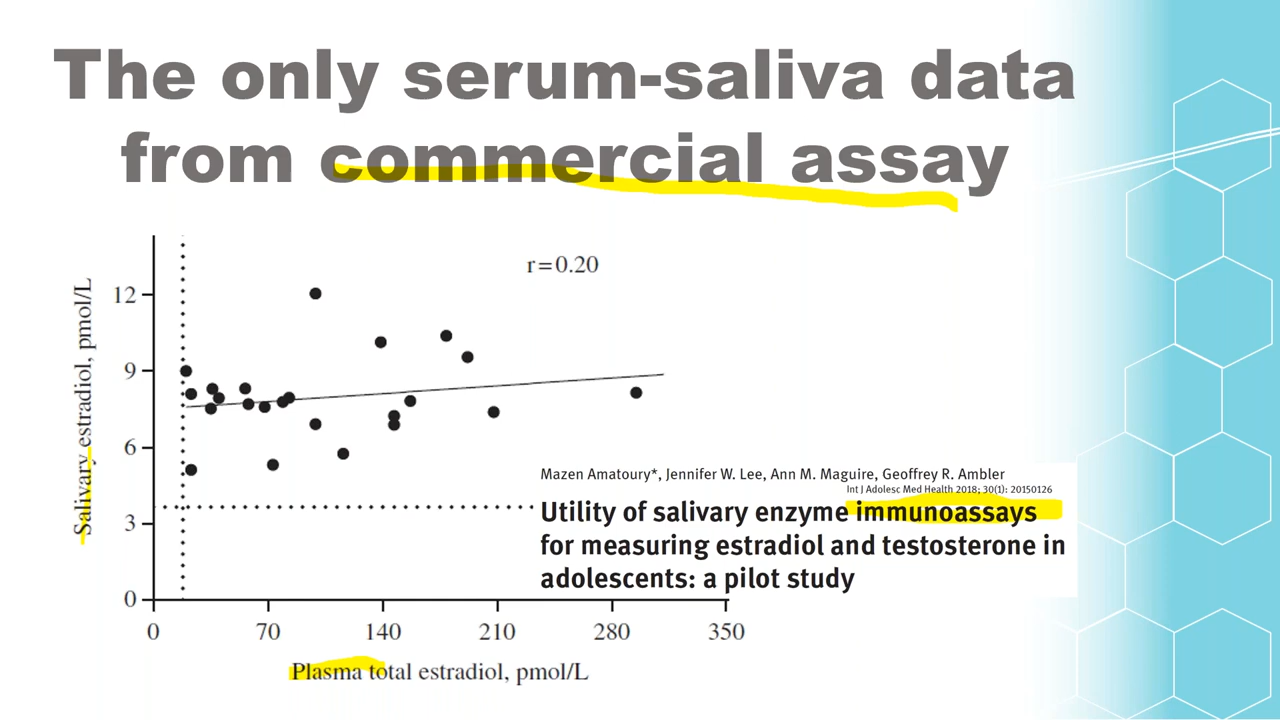 The only serum-saliva data
from commercial assay
r=0.20
Salivary estradiol, pmol/L
12
9
6
3
0
0 70 140 210 280 350
Plasma total estradiol, pmol/L
Mazen Amatoury*, Jennifer W. Lee, Ann M. Maguire, Geoffrey R. Ambler
Int J Adolesc Med Health 2018; 30(1): 20150126
Utility of salivary enzyme immunoassays
for measuring estradiol and testosterone in
adolescents: a pilot study